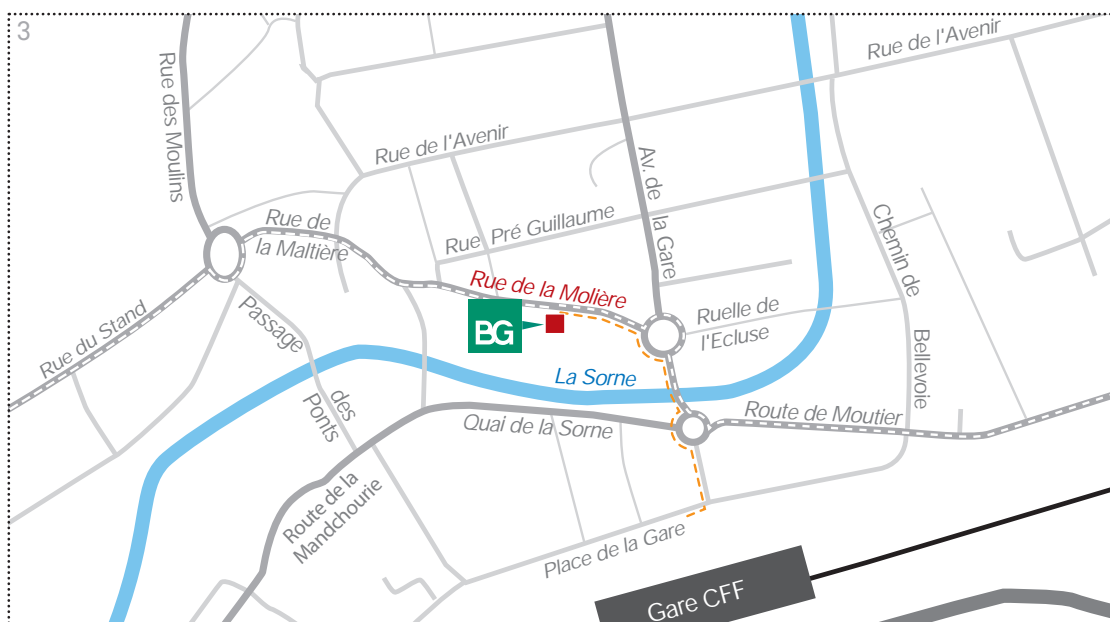 3
Rue de l'Avenir
Rue des Moulins
Rue de l'Avenir
Av. de la Gare
Rue Pré Guillaume
Rue de
la Maltière
Chemin de Bellevoie
Rue de la Molière
BG
Ruelle de
l'Ecluse
Rue du Stand
Passage des Ponts
La Sorne
Quai de la Sorne
Route de Moutier
Route de la
Mandchourie
Place de la Gare
Gare CFF